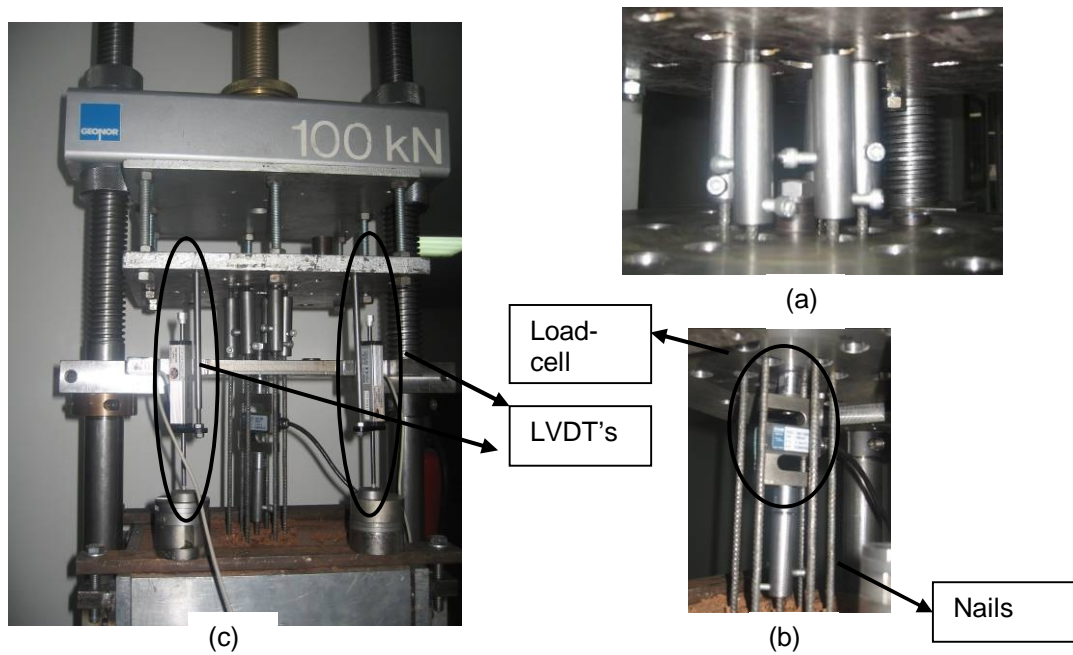 GEONOR
100 kN
(a)
Load-
cell
LVDT's
Nails
(c)
(b)